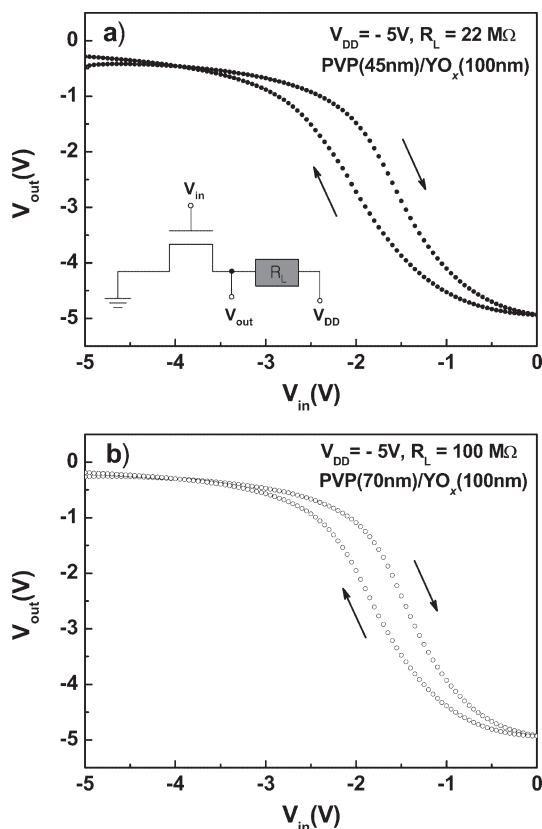 a)
V_DD = - 5V, R_L = 22 MΩ
PVP(45nm)/YO_x(100nm)
0
-1
-2
-3
-4
-5
V_out(V)
V_in
R_L
V_out
V_DD
-5 -4 -3 -2 -1 0
V_in(V)
b)
V_DD = - 5V, R_L = 100 MΩ
PVP(70nm)/YO_x(100nm)
0
-1
-2
-3
-4
-5
V_out(V)
-5 -4 -3 -2 -1 0
V_in(V)